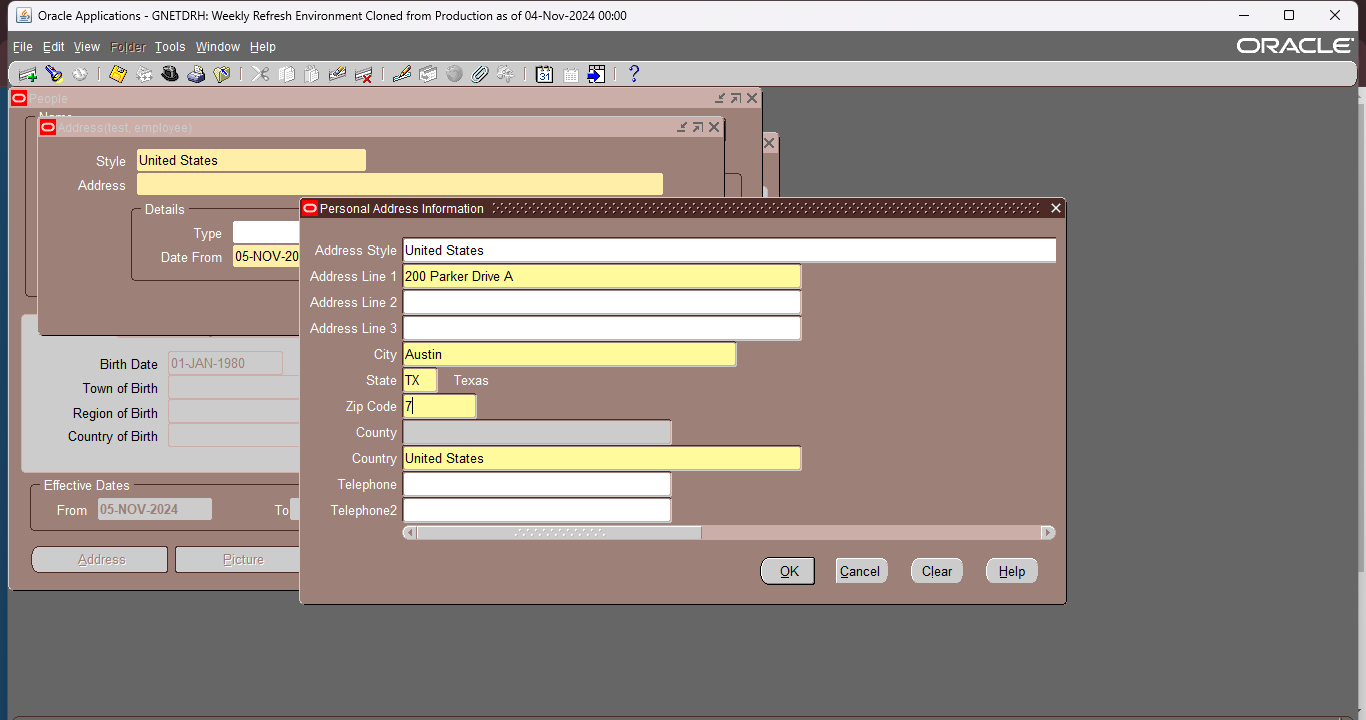 Oracle Applications - GNETDRH: Weekly Refresh Environment Cloned from Production as of 04-Nov-2024 00:00
File Edit View Folder Tools Window Help
ORACLE
31
?
People
Name
Address(test, employee)
Style United States
Address
Details
Type
Date From 05-NOV-20
Personal Address Information
Address Style United States
Address Line 1 200 Parker Drive A
Address Line 2
Address Line 3
City Austin
State TX Texas
Zip Code 7
County
Country United States
Telephone
Telephone2
OK Cancel Clear Help
Birth Date 01-JAN-1980
Town of Birth
Region of Birth
Country of Birth
Effective Dates
From 05-NOV-2024 To
Address Picture